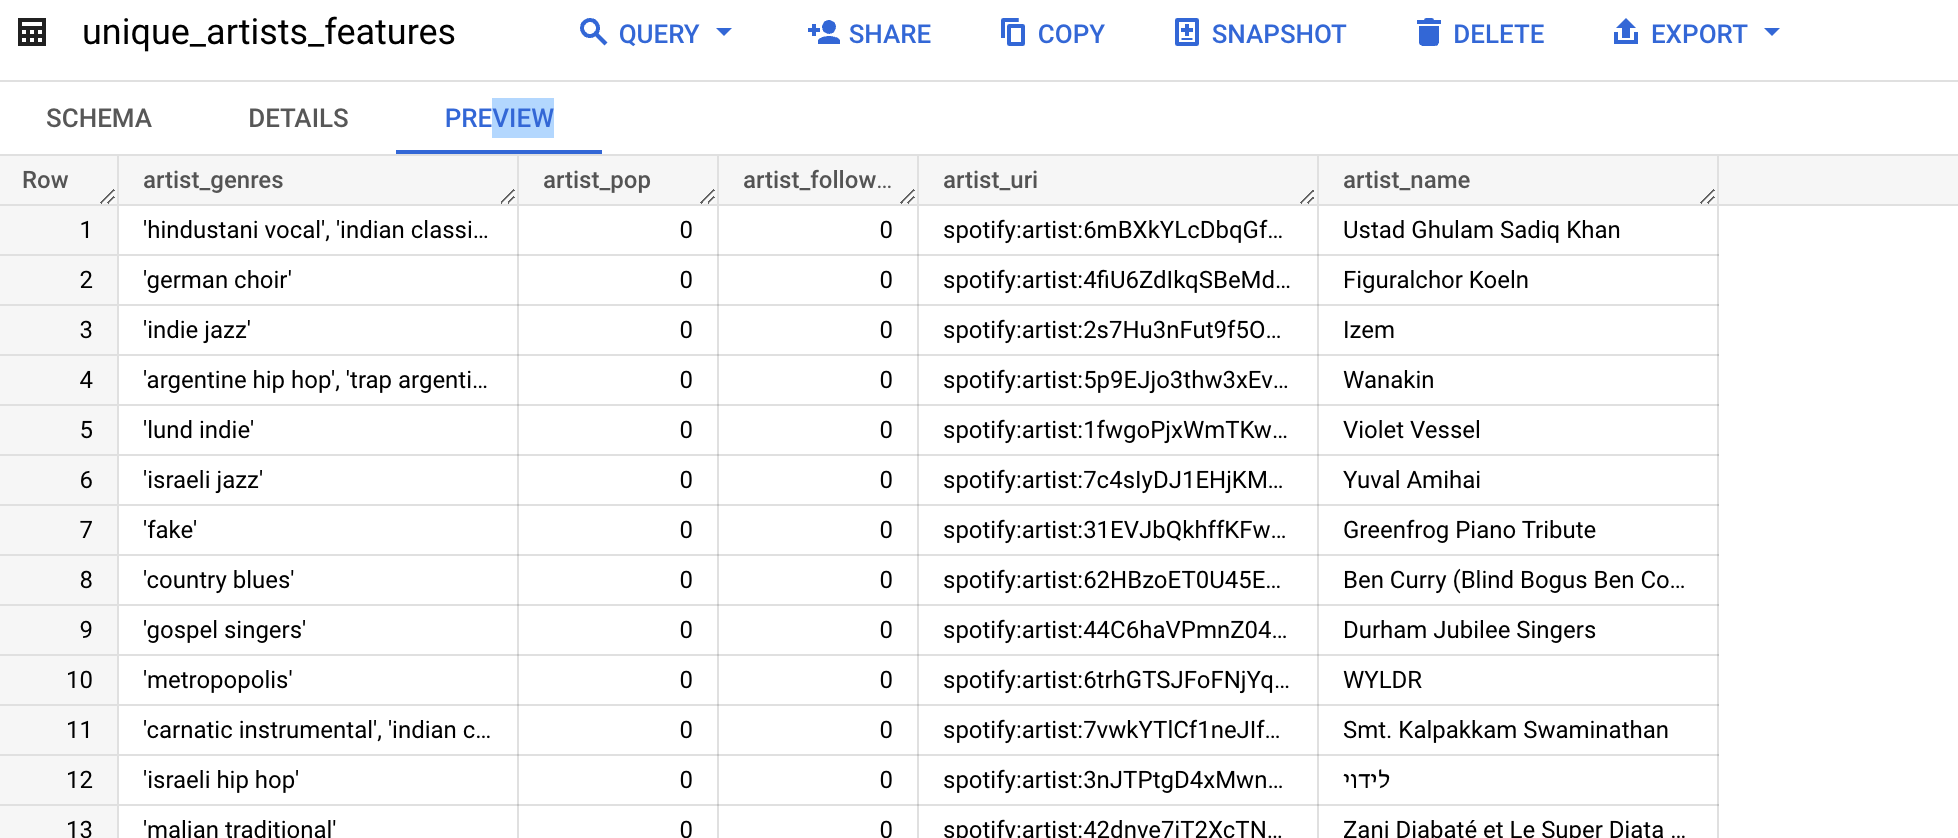 unique_artists_features QUERY SHARE COPY SNAPSHOT DELETE EXPORT
SCHEMA DETAILS PREVIEW
Row artist_genres artist_pop artist_follow... artist_uri artist_name
1 'hindustani vocal', 'indian classi... 0 0 spotify:artist:6mBXkYLcDbqGf... Ustad Ghulam Sadiq Khan
2 'german choir' 0 0 spotify:artist:4fiU6ZdIkqSBeMd... Figuralchor Koeln
3 'indie jazz' 0 0 spotify:artist:2s7Hu3nFut9f5O... Izem
4 'argentine hip hop', 'trap argenti... 0 0 spotify:artist:5p9EJjo3thw3xEv... Wanakin
5 'lund indie' 0 0 spotify:artist:1fwgoPjxWmTKw... Violet Vessel
6 'israeli jazz' 0 0 spotify:artist:7c4sIyDJ1EHjKM... Yuval Amihai
7 'fake' 0 0 spotify:artist:31EVJbQkhffKFw... Greenfrog Piano Tribute
8 'country blues' 0 0 spotify:artist:62HBzoET0U45E... Ben Curry (Blind Bogus Ben Co...
9 'gospel singers' 0 0 spotify:artist:44C6haVPmnZ04... Durham Jubilee Singers
10 'metropopolis' 0 0 spotify:artist:6trhGTSJFoFNjYq... WYLDR
11 'carnatic instrumental', 'indian c... 0 0 spotify:artist:7vwkYTlCf1neJIf... Smt. Kalpakkam Swaminathan
12 'israeli hip hop' 0 0 spotify:artist:3nJTPtgD4xMwn... לידוי
13 'malian traditional' 0 0 spotify:artist:42dnve7iT2XcTN... Zani Diabaté et Le Super Djata ...